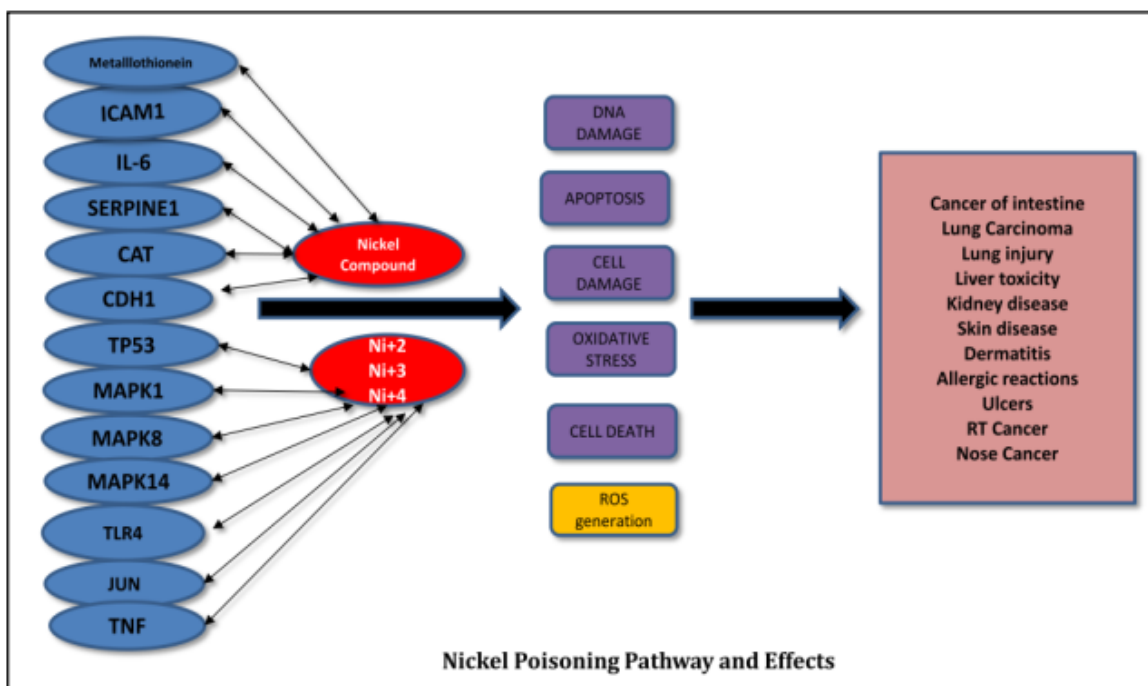 Metalllothionein
ICAM1
IL-6
SERPINE1
CAT
CDH1
TP53
MAPK1
MAPK8
MAPK14
TLR4
JUN
TNF
Nickel
Compound
Ni+2
Ni+3
Ni+4
DNA
DAMAGE
APOPTOSIS
CELL
DAMAGE
OXIDATIVE
STRESS
CELL DEATH
ROS
generation
Cancer of intestine
Lung Carcinoma
Lung injury
Liver toxicity
Kidney disease
Skin disease
Dermatitis
Allergic reactions
Ulcers
RT Cancer
Nose Cancer
Nickel Poisoning Pathway and Effects